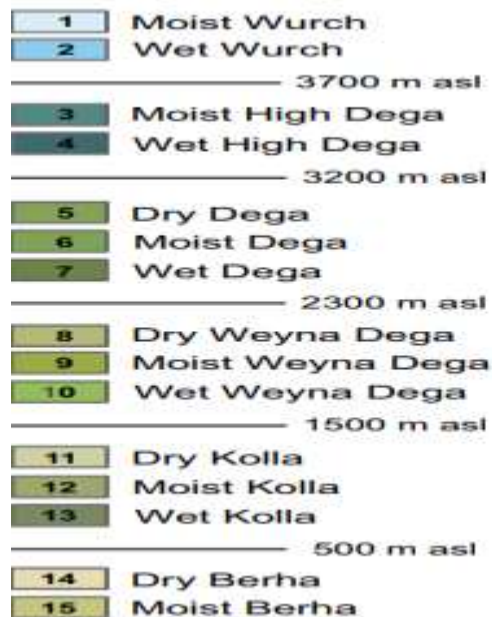 1 Moist Wurch
2 Wet Wurch
3700 m asl
3 Moist High Dega
4 Wet High Dega
3200 m asl
5 Dry Dega
6 Moist Dega
7 Wet Dega
2300 m asl
8 Dry Weyna Dega
9 Moist Weyna Dega
10 Wet Weyna Dega
1500 m asl
11 Dry Kolla
12 Moist Kolla
13 Wet Kolla
500 m asl
14 Dry Berha
15 Moist Berha